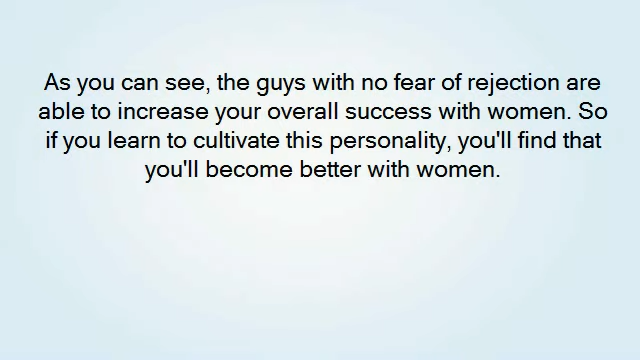 As you can see, the guys with no fear of rejection are
able to increase your overall success with women. So
if you learn to cultivate this personality, you'll find that
you'll become better with women.